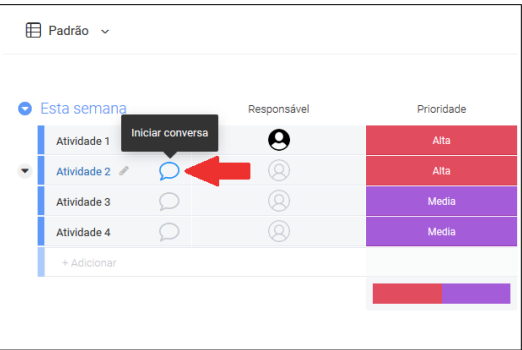 Padrão
Esta semana
Responsável
Prioridade
Iniciar conversa
Atividade 1
Alta
Atividade 2
Alta
Atividade 3
Media
Atividade 4
Media
+ Adicionar